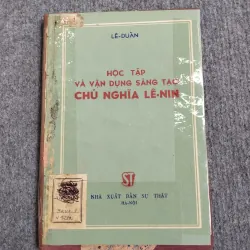 LÊ-DUẨN
HỌC TẬP
VÀ VẬN DỤNG SÁNG TẠO
CHỦ NGHĨA LÊ-NIN
ST
NHÀ XUẤT BẢN SỰ THẬT
HÀ-NỘI